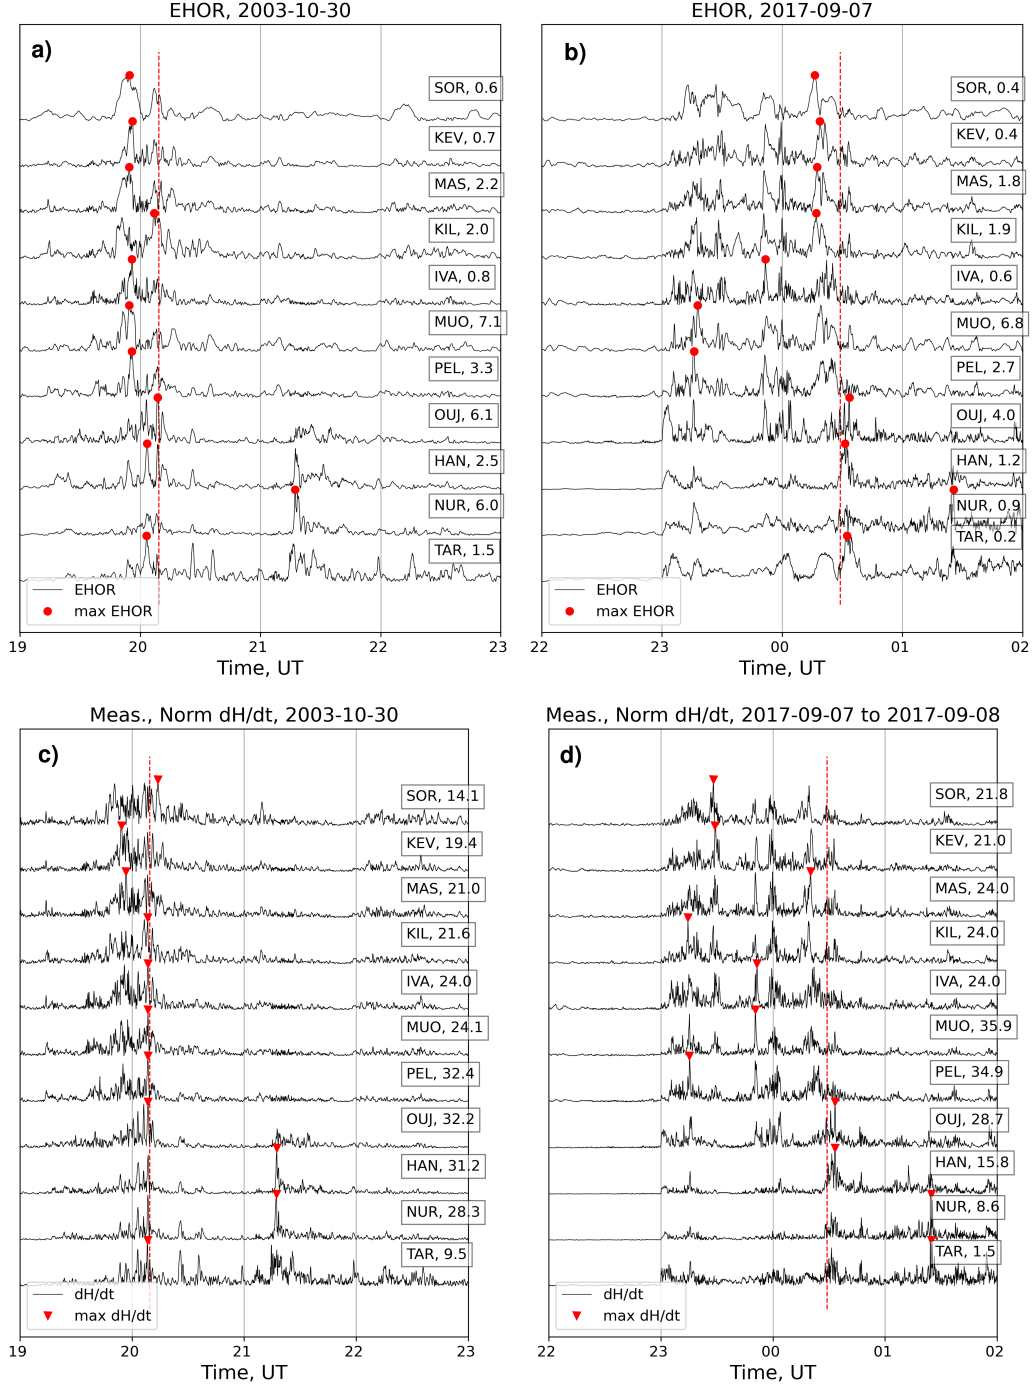 EHOR, 2003-10-30
a)
SOR, 0.6
KEV, 0.7
MAS, 2.2
KIL, 2.0
IVA, 0.8
MUO, 7.1
PEL, 3.3
OUJ, 6.1
HAN, 2.5
NUR, 6.0
TAR, 1.5
EHOR
max EHOR
19 20 21 22 23
Time, UT
EHOR, 2017-09-07
b)
SOR, 0.4
KEV, 0.4
MAS, 1.8
KIL, 1.9
IVA, 0.6
MUO, 6.8
PEL, 2.7
OUJ, 4.0
HAN, 1.2
NUR, 0.9
TAR, 0.2
EHOR
max EHOR
22 23 00 01 02
Time, UT
Meas., Norm dH/dt, 2003-10-30
c)
SOR, 14.1
KEV, 19.4
MAS, 21.0
KIL, 21.6
IVA, 24.0
MUO, 24.1
PEL, 32.4
OUJ, 32.2
HAN, 31.2
NUR, 28.3
TAR, 9.5
dH/dt
max dH/dt
19 20 21 22 23
Time, UT
Meas., Norm dH/dt, 2017-09-07 to 2017-09-08
d)
SOR, 21.8
KEV, 21.0
MAS, 24.0
KIL, 24.0
IVA, 24.0
MUO, 35.9
PEL, 34.9
OUJ, 28.7
HAN, 15.8
NUR, 8.6
TAR, 1.5
dH/dt
max dH/dt
22 23 00 01 02
Time, UT